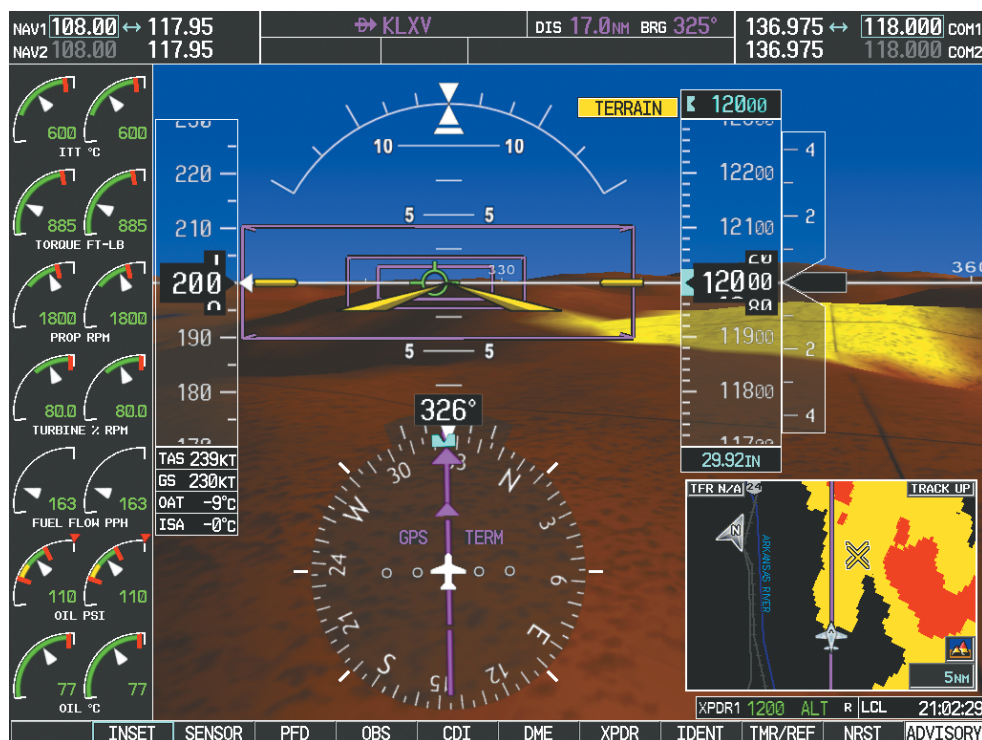 NAV1 108.00 ↔ 117.95
NAV2 108.00 117.95
D→ KLXV
DIS 17.0NM BRG 325°
136.975 ↔ 118.000 COM1
136.975 118.000 COM2
600 600
ITT °C
885 885
TORQUE FT-LB
1800 1800
PROP RPM
80.0 80.0
TURBINE % RPM
163 163
FUEL FLOW PPH
110 110
OIL PSI
77 77
OIL °C
220
210
200
190
180
TAS 239KT
GS 230KT
OAT -9°C
ISA -0°C
10 10
5 5
330
360
5 5
TERRAIN
12000
12200
12100
12000
11900
11800
29.92IN
4
2
2
4
326°
30
33
N
3
6
E
12
15
S
21
24
W
GPS TERM
TFR N/A
24
TRACK UP
N
ARKANSAS RIVER
5NM
XPDR1 1200 ALT R LCL 21:02:29
INSET SENSOR PFD OBS CDI DME XPDR IDENT TMR/REF NRST ADVISORY